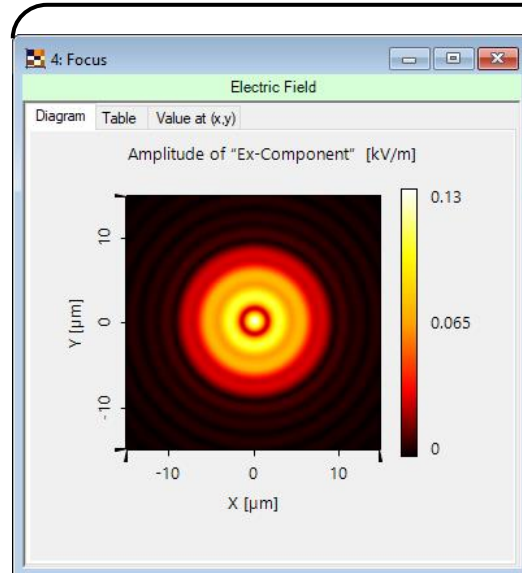 4: Focus
Electric Field
Diagram Table Value at (x,y)
Amplitude of "Ex-Component" [kV/m]
0.13
10
0.065
Y [µm]
0
-10
0
-10 0 10
X [µm]